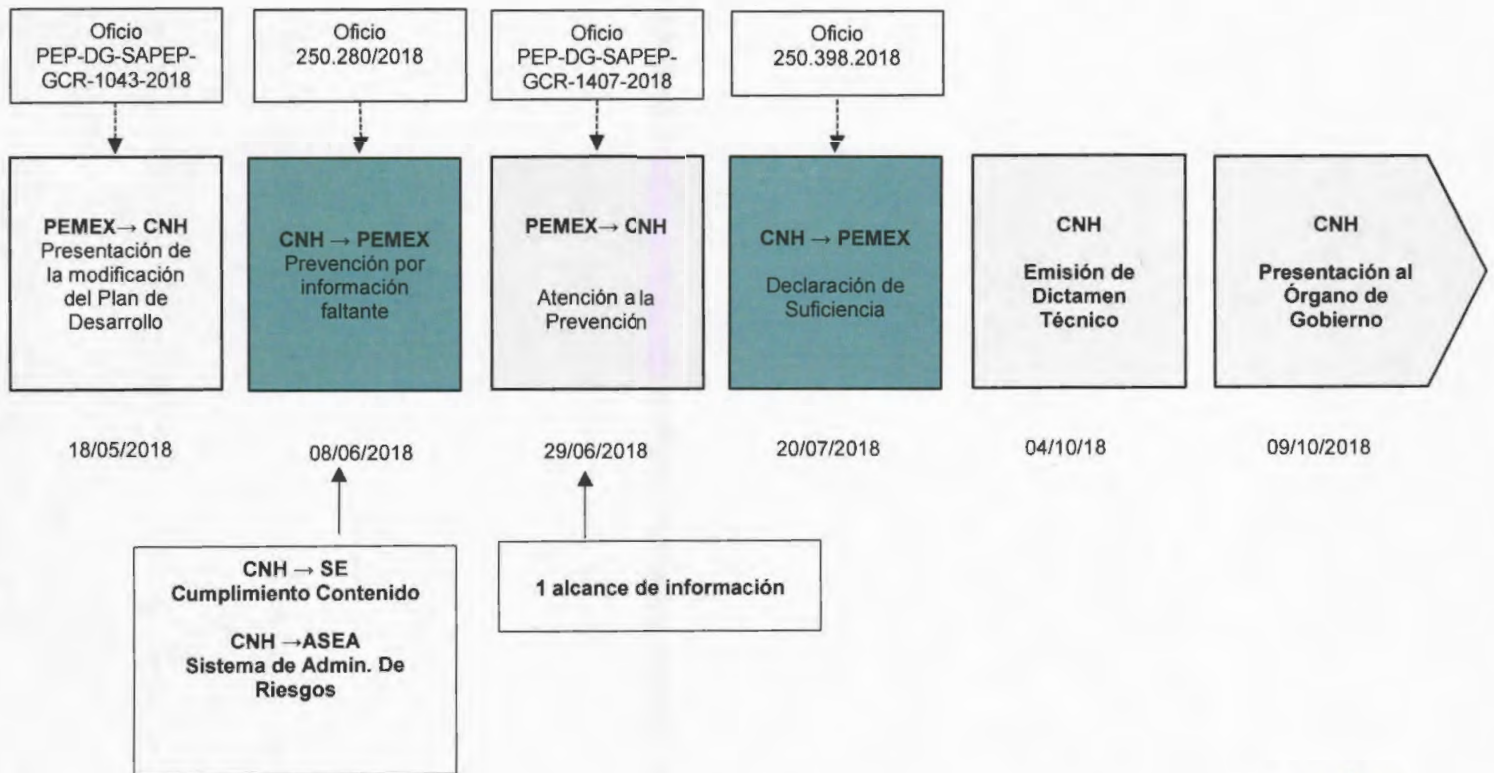 Oficio
PEP-DG-SAPEP-
GCR-1043-2018
Oficio
250.280/2018
Oficio
PEP-DG-SAPEP-
GCR-1407-2018
Oficio
250.398.2018
PEMEX→ CNH
Presentación de
la modificación
del Plan de
Desarrollo
CNH → PEMEX
Prevención por
información
faltante
PEMEX→ CNH
Atención a la
Prevención
CNH → PEMEX
Declaración de
Suficiencia
CNH
Emisión de
Dictamen
Técnico
CNH
Presentación al
Órgano de
Gobierno
18/05/2018
08/06/2018
29/06/2018
20/07/2018
04/10/18
09/10/2018
CNH → SE
Cumplimiento Contenido
CNH →ASEA
Sistema de Admin. De
Riesgos
1 alcance de información